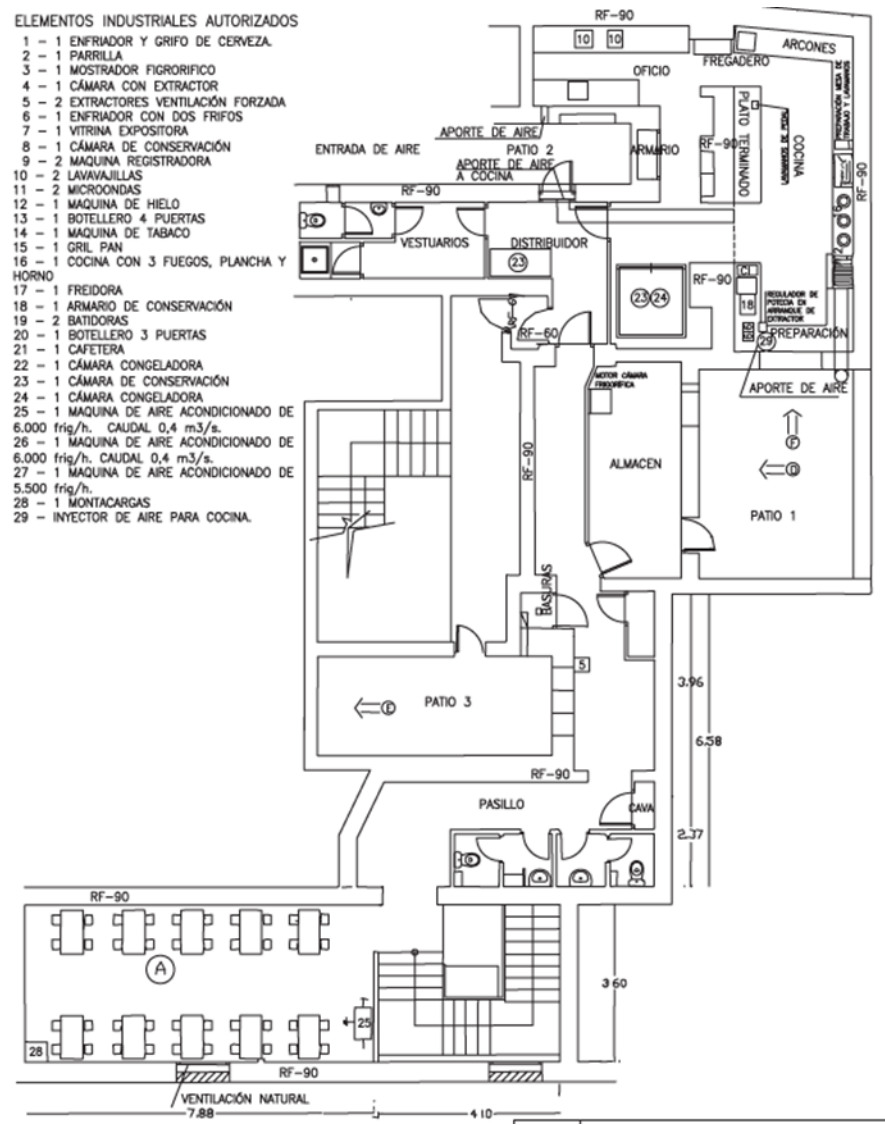 ELEMENTOS INDUSTRIALES AUTORIZADOS
1 – 1 ENFRIADOR Y GRIFO DE CERVEZA.
2 – 1 PARRILLA
3 – 1 MOSTRADOR FIGRORIFICO
4 – 1 CÁMARA CON EXTRACTOR
5 – 2 EXTRACTORES VENTILACIÓN FORZADA
6 – 1 ENFRIADOR CON DOS FRIFOS
7 – 1 VITRINA EXPOSITORA
8 – 1 CÁMARA DE CONSERVACIÓN
9 – 2 MAQUINA REGISTRADORA
10 – 2 LAVAVAJILLAS
11 – 2 MICROONDAS
12 – 1 MAQUINA DE HIELO
13 – 1 BOTELLERO 4 PUERTAS
14 – 1 MAQUINA DE TABACO
15 – 1 GRIL PAN
16 – 1 COCINA CON 3 FUEGOS, PLANCHA Y
HORNO
17 – 1 FREIDORA
18 – 1 ARMARIO DE CONSERVACIÓN
19 – 2 BATIDORAS
20 – 1 BOTELLERO 3 PUERTAS
21 – 1 CAFETERA
22 – 1 CÁMARA CONGELADORA
23 – 1 CÁMARA DE CONSERVACIÓN
24 – 1 CÁMARA CONGELADORA
25 – 1 MAQUINA DE AIRE ACONDICIONADO DE
6.000 frig/h. CAUDAL 0,4 m3/s.
26 – 1 MAQUINA DE AIRE ACONDICIONADO DE
6.000 frig/h. CAUDAL 0,4 m3/s.
27 – 1 MAQUINA DE AIRE ACONDICIONADO DE
5.500 frig/h.
28 – 1 MONTACARGAS
29 – INYECTOR DE AIRE PARA COCINA.
RF-90
10 10
ARCONES
FREGADERO
OFICIO
PREPARACIÓN MESA DE
TRABAJO Y LAVAMANOS
APORTE DE AIRE
PLATO TERMINADO
COCINA
ENTRADA DE AIRE
PATIO 2
ARMARIO
RF-90
RF-90
APORTE DE AIRE
A COCINA
RF-90
VESTUARIOS
DISTRIBUIDOR
23
23 24
RF-90
18
REGULADOR DE
POTECIA EN
ARRANQUE DE
EXTRACTOR
PREPARACIÓN
29
RF-60
APORTE DE AIRE
MOTOR CÁMARA
FRIGORÍFICA
F
D
RF-90
ALMACEN
PATIO 1
BASURAS
5
3.96
PATIO 3
E
6.58
RF-90
PASILLO
CAVA
2.37
RF-90
A
3.60
25
28
RF-90
VENTILACIÓN NATURAL
7.88
4.10